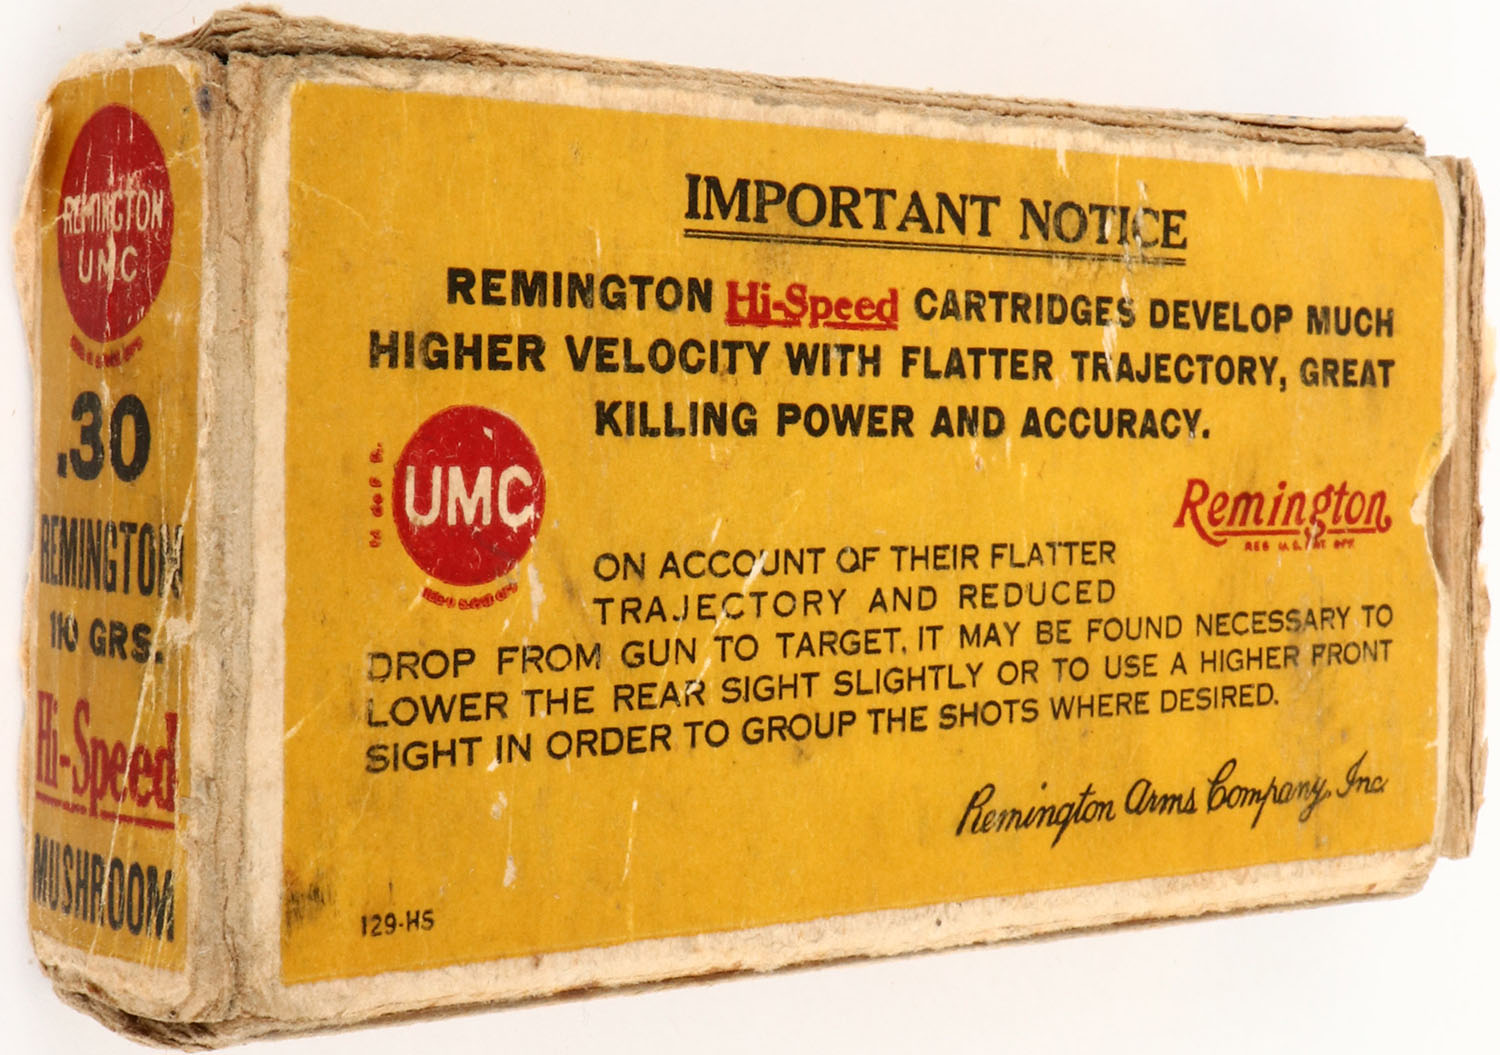 REMINGTON
UMC
.30
REMINGTON
110 GRS.
Hi-Speed
MUSHROOM
IMPORTANT NOTICE
REMINGTON Hi-Speed CARTRIDGES DEVELOP MUCH
HIGHER VELOCITY WITH FLATTER TRAJECTORY, GREAT
KILLING POWER AND ACCURACY.
UMC
Remington
REG U.S. PAT. OFF.
ON ACCOUNT OF THEIR FLATTER
TRAJECTORY AND REDUCED
DROP FROM GUN TO TARGET, IT MAY BE FOUND NECESSARY TO
LOWER THE REAR SIGHT SLIGHTLY OR TO USE A HIGHER FRONT
SIGHT IN ORDER TO GROUP THE SHOTS WHERE DESIRED.
Remington Arms Company, Inc.
129-HS